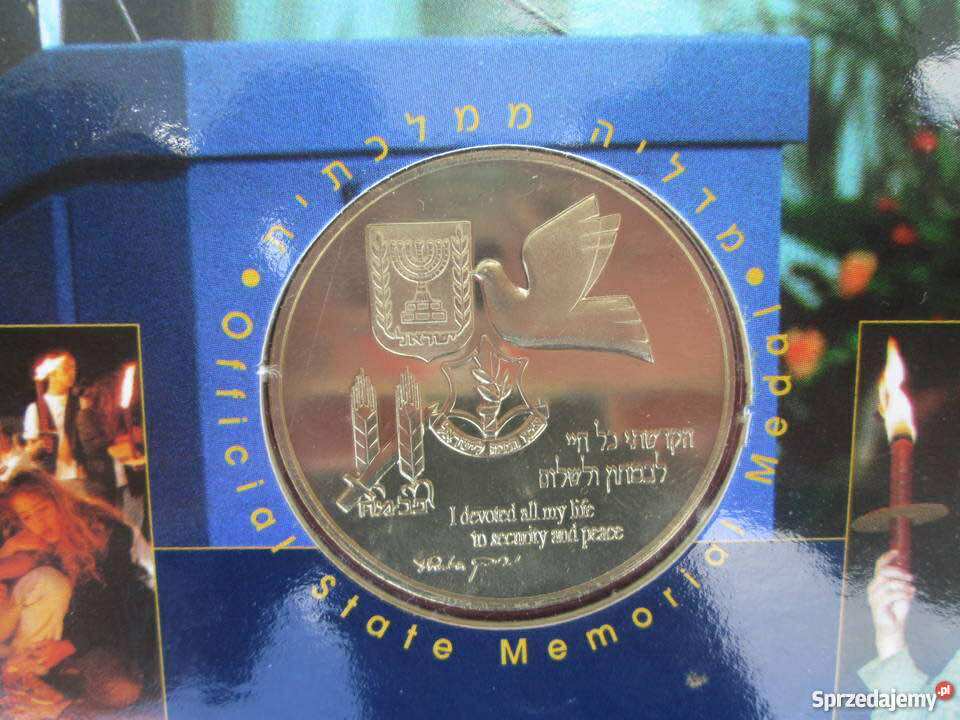 מדליה ממלכתית
Official State Memorial Medal
ישראל
הקדשתי כל חיי
לבטחון ולשלום
I devoted all my life
to security and peace
Sprzedajemy.pl